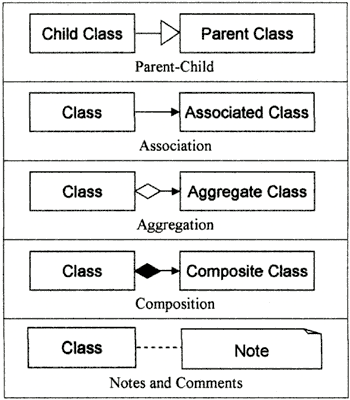 Child Class
Parent Class
Parent-Child
Class
Associated Class
Association
Class
Aggregate Class
Aggregation
Class
Composite Class
Composition
Class
Note
Notes and Comments